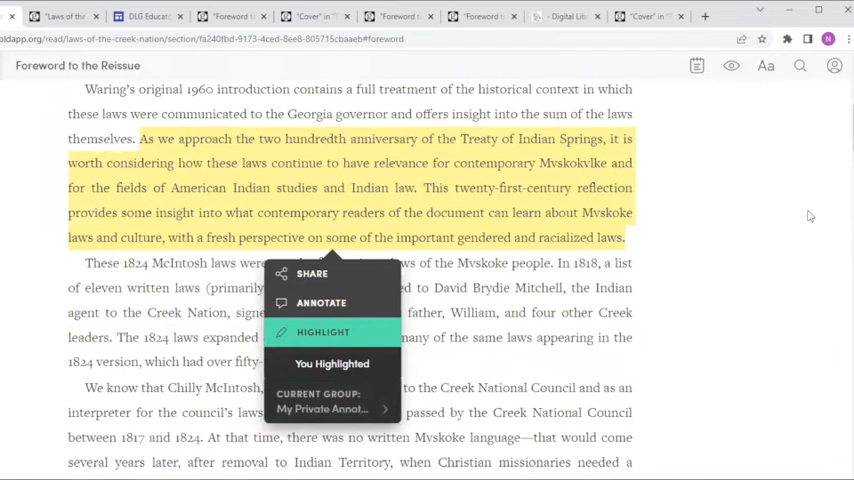 "Laws of the
DLG Educato
"Foreword to
"Cover" in "T
"Foreword to
"Foreword to
- Digital Libr
"Cover" in "T
oldapp.org/read/laws-of-the-creek-nation/section/fa240fbd-9173-4ced-8ee8-805715cbaaeb#foreword
N
Foreword to the Reissue
Aa
Waring's original 1960 introduction contains a full treatment of the historical context in which
these laws were communicated to the Georgia governor and offers insight into the sum of the laws
themselves. As we approach the two hundredth anniversary of the Treaty of Indian Springs, it is
worth considering how these laws continue to have relevance for contemporary Mvskokvlke and
for the fields of American Indian studies and Indian law. This twenty-first-century reflection
provides some insight into what contemporary readers of the document can learn about Mvskoke
laws and culture, with a fresh perspective on some of the important gendered and racialized laws.
These 1824 McIntosh laws were laws of the Mvskoke people. In 1818, a list
of eleven written laws (primarily ed to David Brydie Mitchell, the Indian
agent to the Creek Nation, signe father, William, and four other Creek
leaders. The 1824 laws expanded many of the same laws appearing in the
1824 version, which had over fifty-
We know that Chilly McIntosh, to the Creek National Council and as an
interpreter for the council's laws passed by the Creek National Council
between 1817 and 1824. At that time, there was no written Mvskoke language—that would come
several years later, after removal to Indian Territory, when Christian missionaries needed a
SHARE
ANNOTATE
HIGHLIGHT
You Highlighted
CURRENT GROUP:
My Private Annot...